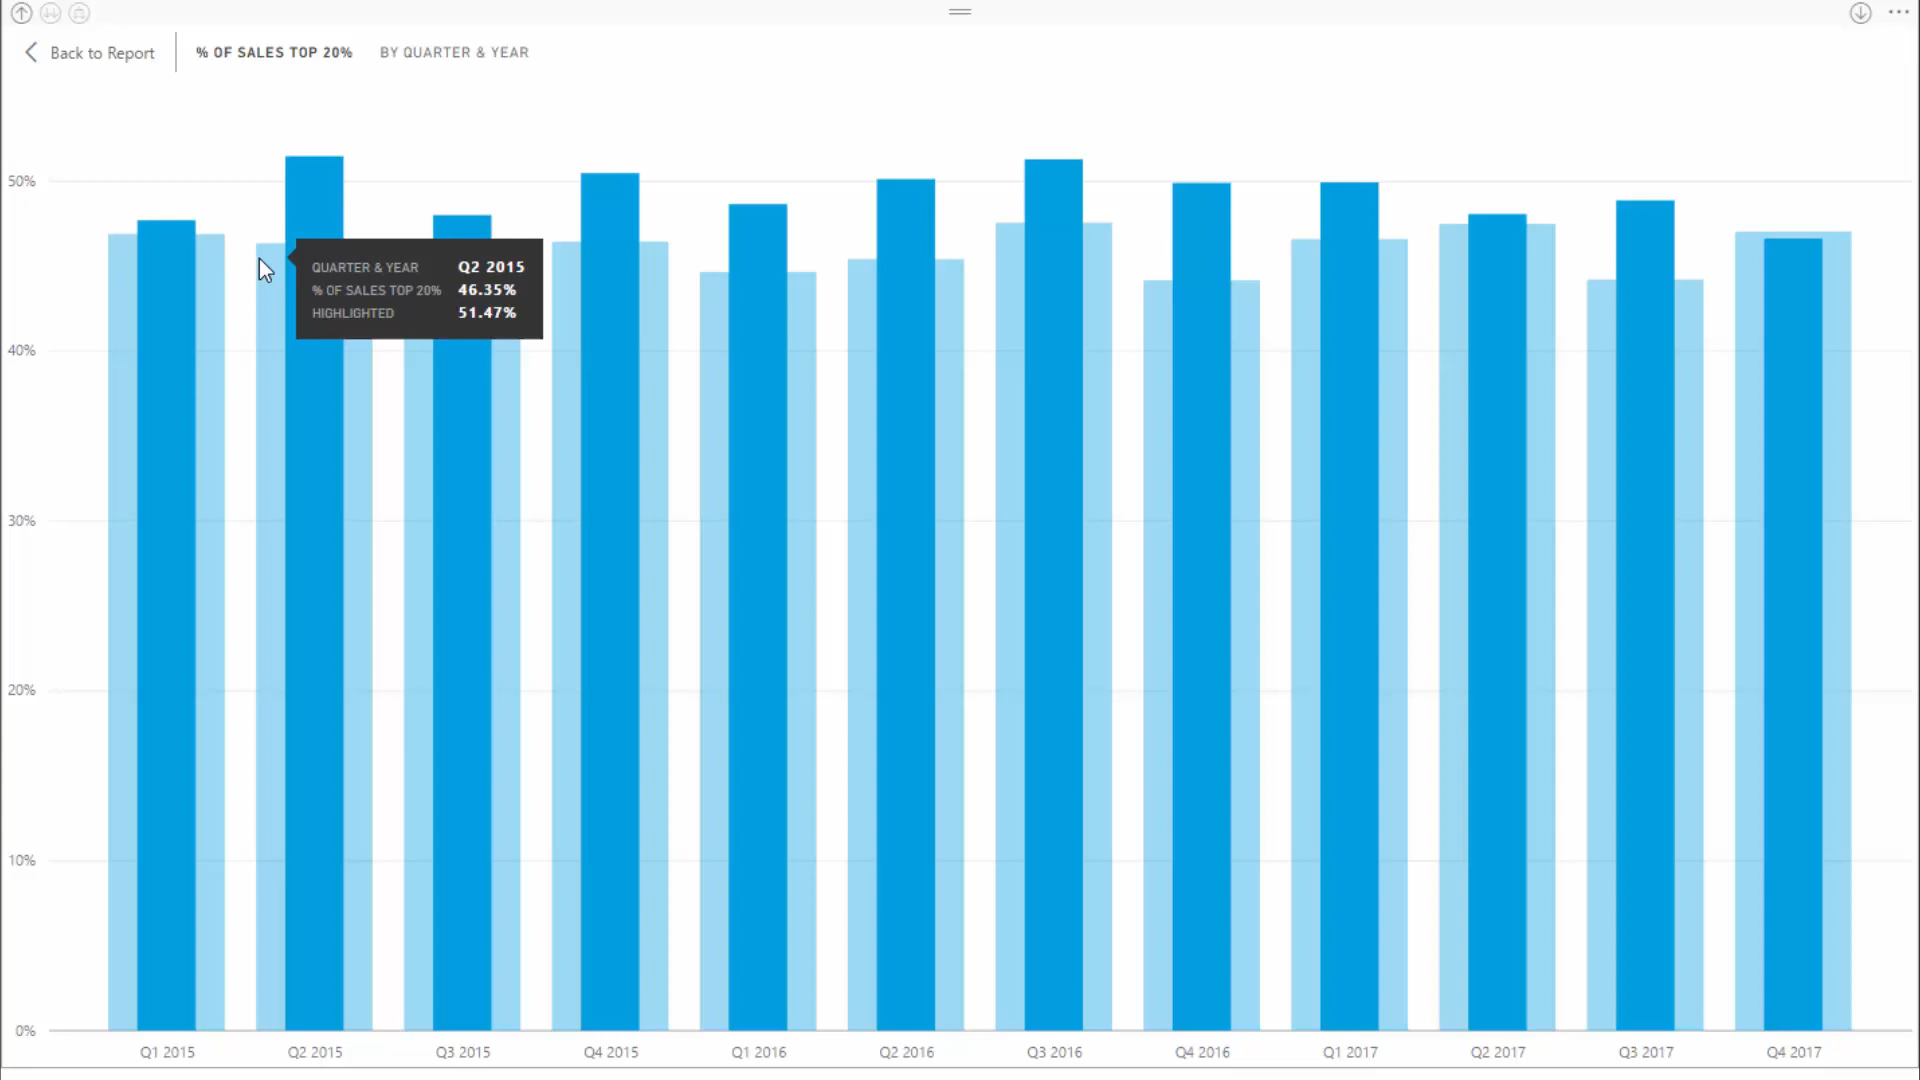 Back to Report
% OF SALES TOP 20% BY QUARTER & YEAR
50%
QUARTER & YEAR Q2 2015
% OF SALES TOP 20% 46.35%
HIGHLIGHTED 51.47%
40%
30%
20%
10%
0%
Q1 2015 Q2 2015 Q3 2015 Q4 2015 Q1 2016 Q2 2016 Q3 2016 Q4 2016 Q1 2017 Q2 2017 Q3 2017 Q4 2017